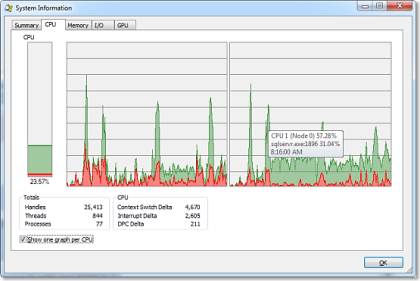 System Information
Summary CPU Memory I/O GPU
CPU
CPU 1 (Node 0) 57.28%
sqlservr.exe:1896 31.04%
8:16:00 AM
23.57%
Totals
Handles 25,413
Threads 844
Processes 77
CPU
Context Switch Delta 4,670
Interrupt Delta 2,605
DPC Delta 211
Show one graph per CPU
OK